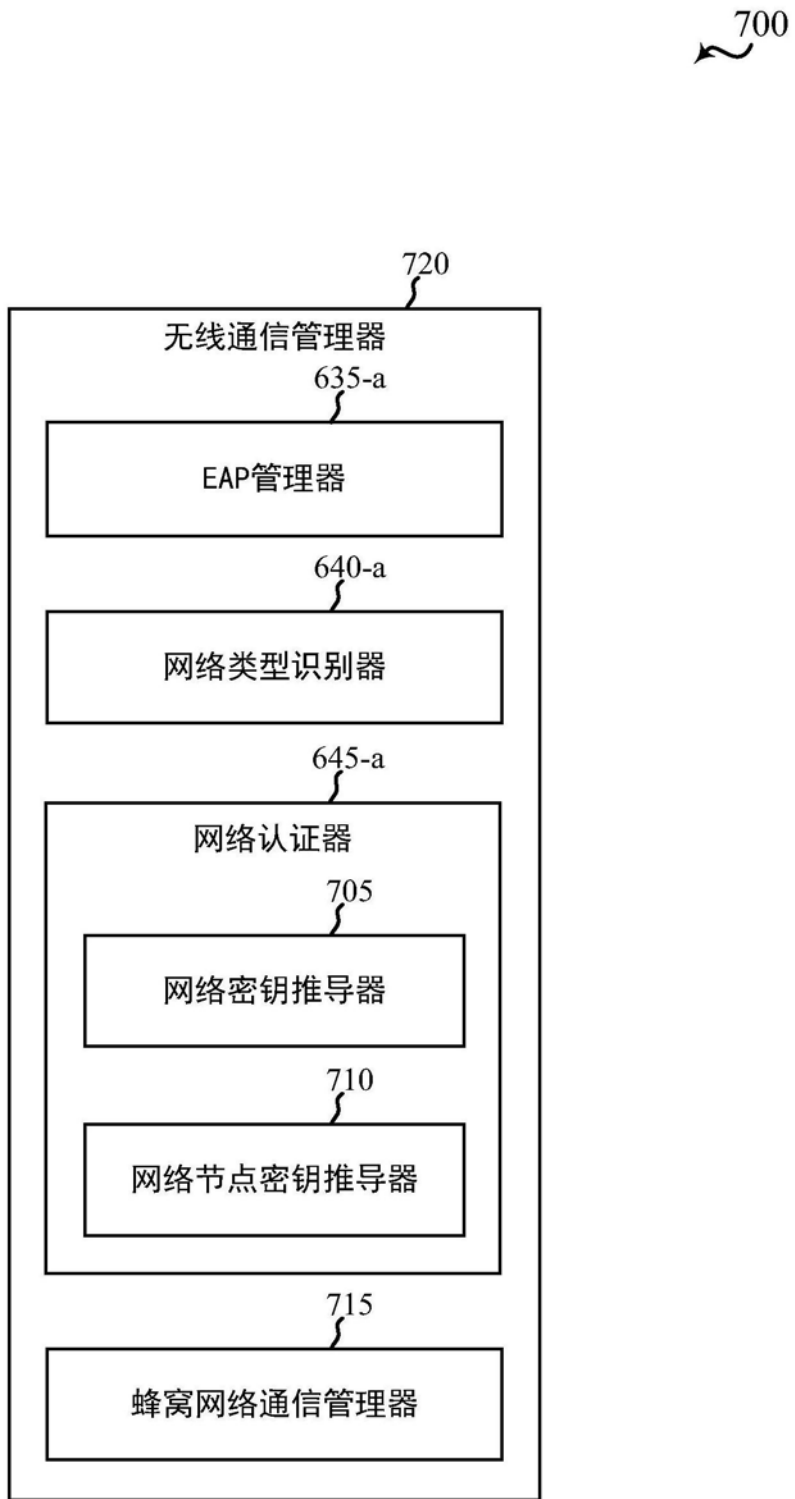 700
720
无线通信管理器
635-a
EAP管理器
640-a
网络类型识别器
645-a
网络认证器
705
网络密钥推导器
710
网络节点密钥推导器
715
蜂窝网络通信管理器